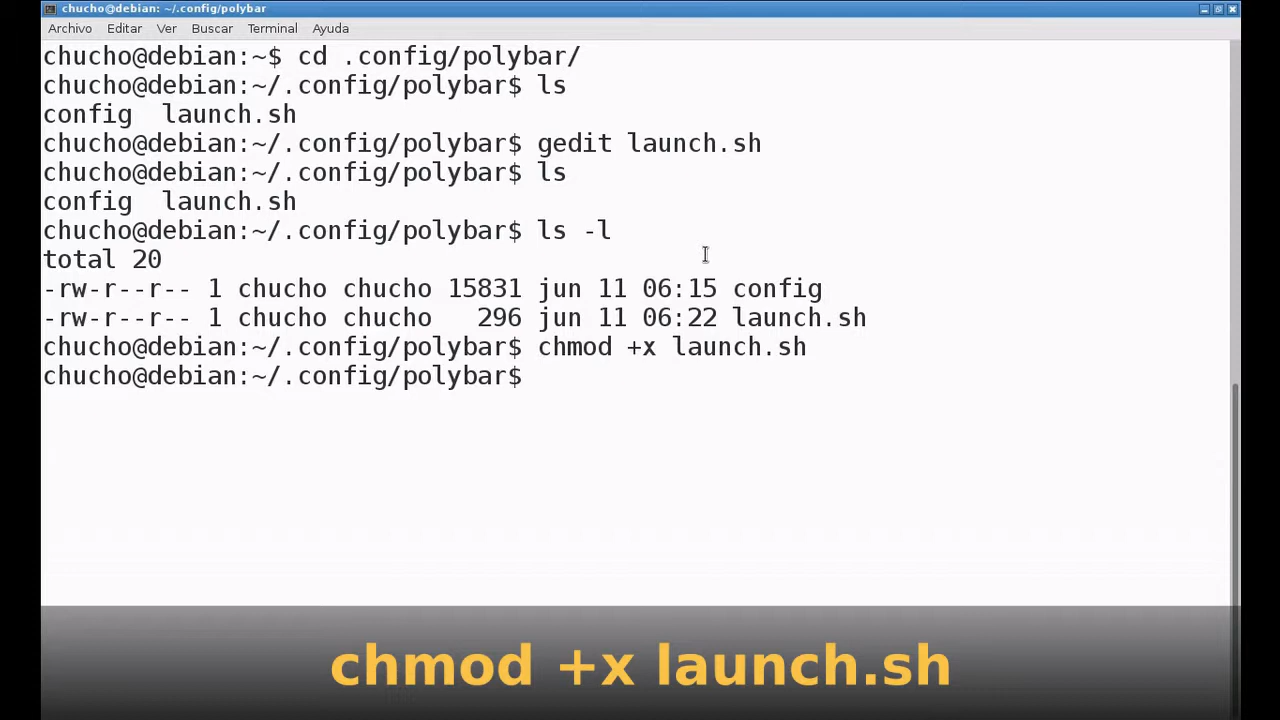 chucho@debian: ~/.config/polybar
Archivo Editar Ver Buscar Terminal Ayuda
chucho@debian:~$ cd .config/polybar/
chucho@debian:~/.config/polybar$ ls
config  launch.sh
chucho@debian:~/.config/polybar$ gedit launch.sh
chucho@debian:~/.config/polybar$ ls
config  launch.sh
chucho@debian:~/.config/polybar$ ls -l
total 20
-rw-r--r-- 1 chucho chucho 15831 jun 11 06:15 config
-rw-r--r-- 1 chucho chucho   296 jun 11 06:22 launch.sh
chucho@debian:~/.config/polybar$ chmod +x launch.sh
chucho@debian:~/.config/polybar$
chmod +x launch.sh